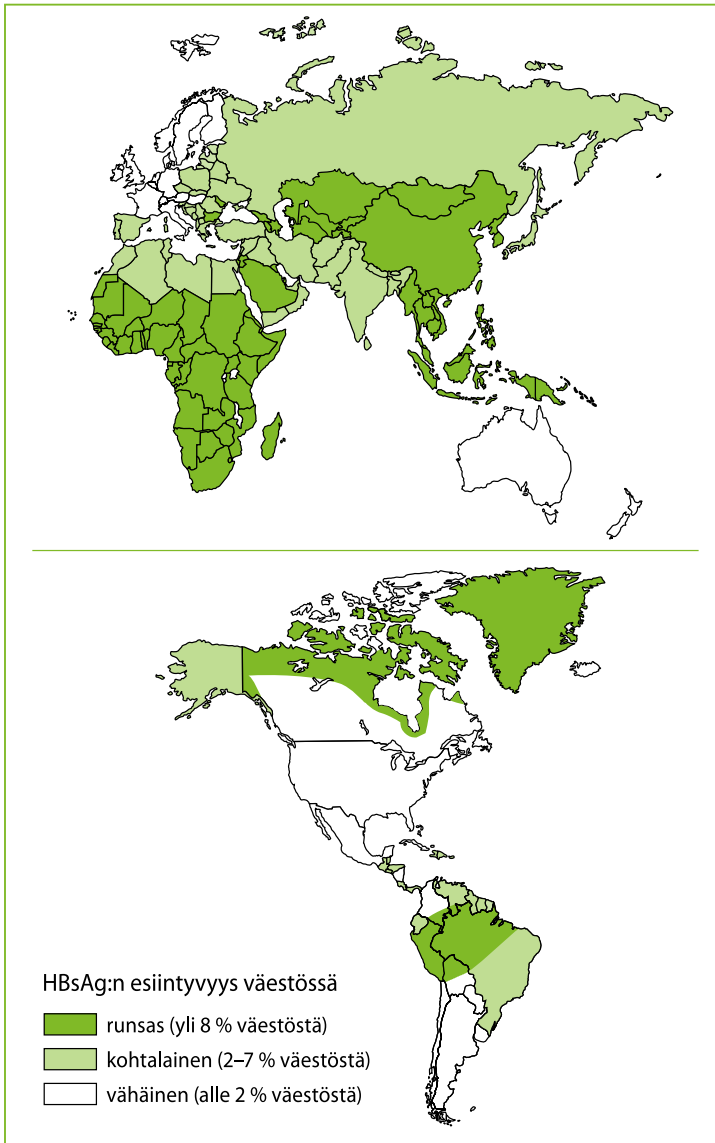 HBsAg:n esiintyvyys väestössä
runsas (yli 8 % väestöstä)
kohtalainen (2–7 % väestöstä)
vähäinen (alle 2 % väestöstä)